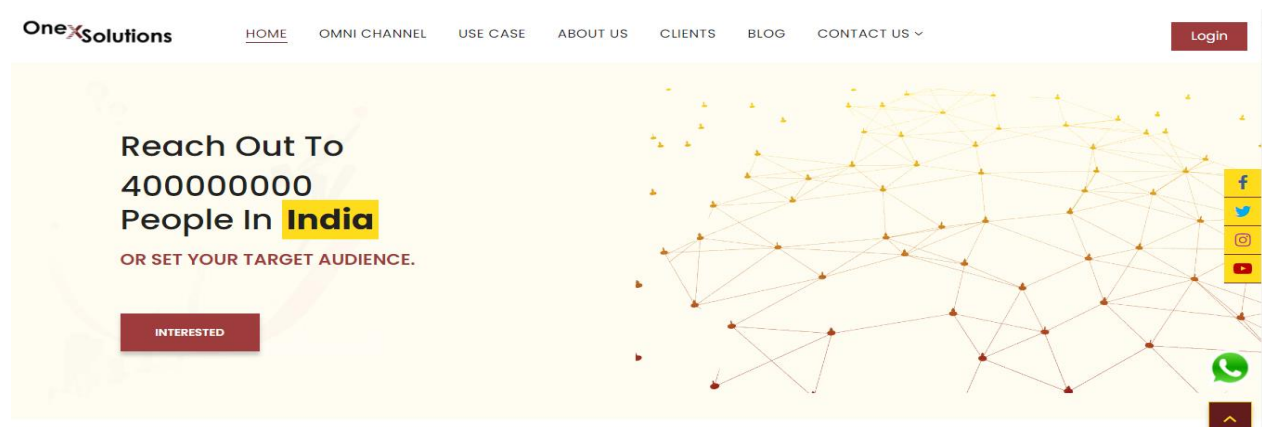 OnexSolutions
HOME OMNI CHANNEL USE CASE ABOUT US CLIENTS BLOG CONTACT US
Login
Reach Out To
400000000
People In India
OR SET YOUR TARGET AUDIENCE.
INTERESTED